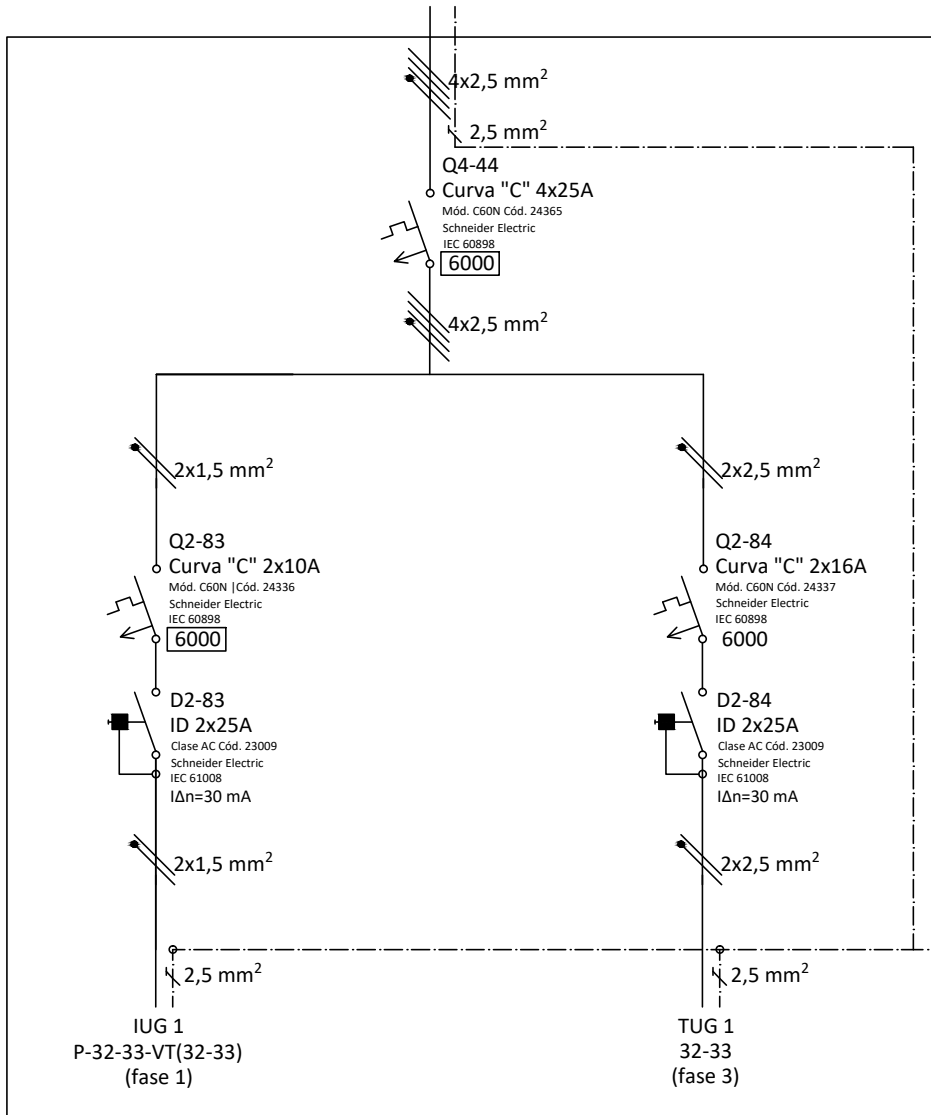 4x2,5 mm²
2,5 mm²
Q4-44
Curva "C" 4x25A
Mód. C60N Cód. 24365
Schneider Electric
IEC 60898
6000
4x2,5 mm²
2x1,5 mm²
Q2-83
Curva "C" 2x10A
Mód. C60N |Cód. 24336
Schneider Electric
IEC 60898
6000
D2-83
ID 2x25A
Clase AC Cód. 23009
Schneider Electric
IEC 61008
I∆n=30 mA
2x1,5 mm²
2,5 mm²
IUG 1
P-32-33-VT(32-33)
(fase 1)
2x2,5 mm²
Q2-84
Curva "C" 2x16A
Mód. C60N Cód. 24337
Schneider Electric
IEC 60898
6000
D2-84
ID 2x25A
Clase AC Cód. 23009
Schneider Electric
IEC 61008
I∆n=30 mA
2x2,5 mm²
2,5 mm²
TUG 1
32-33
(fase 3)